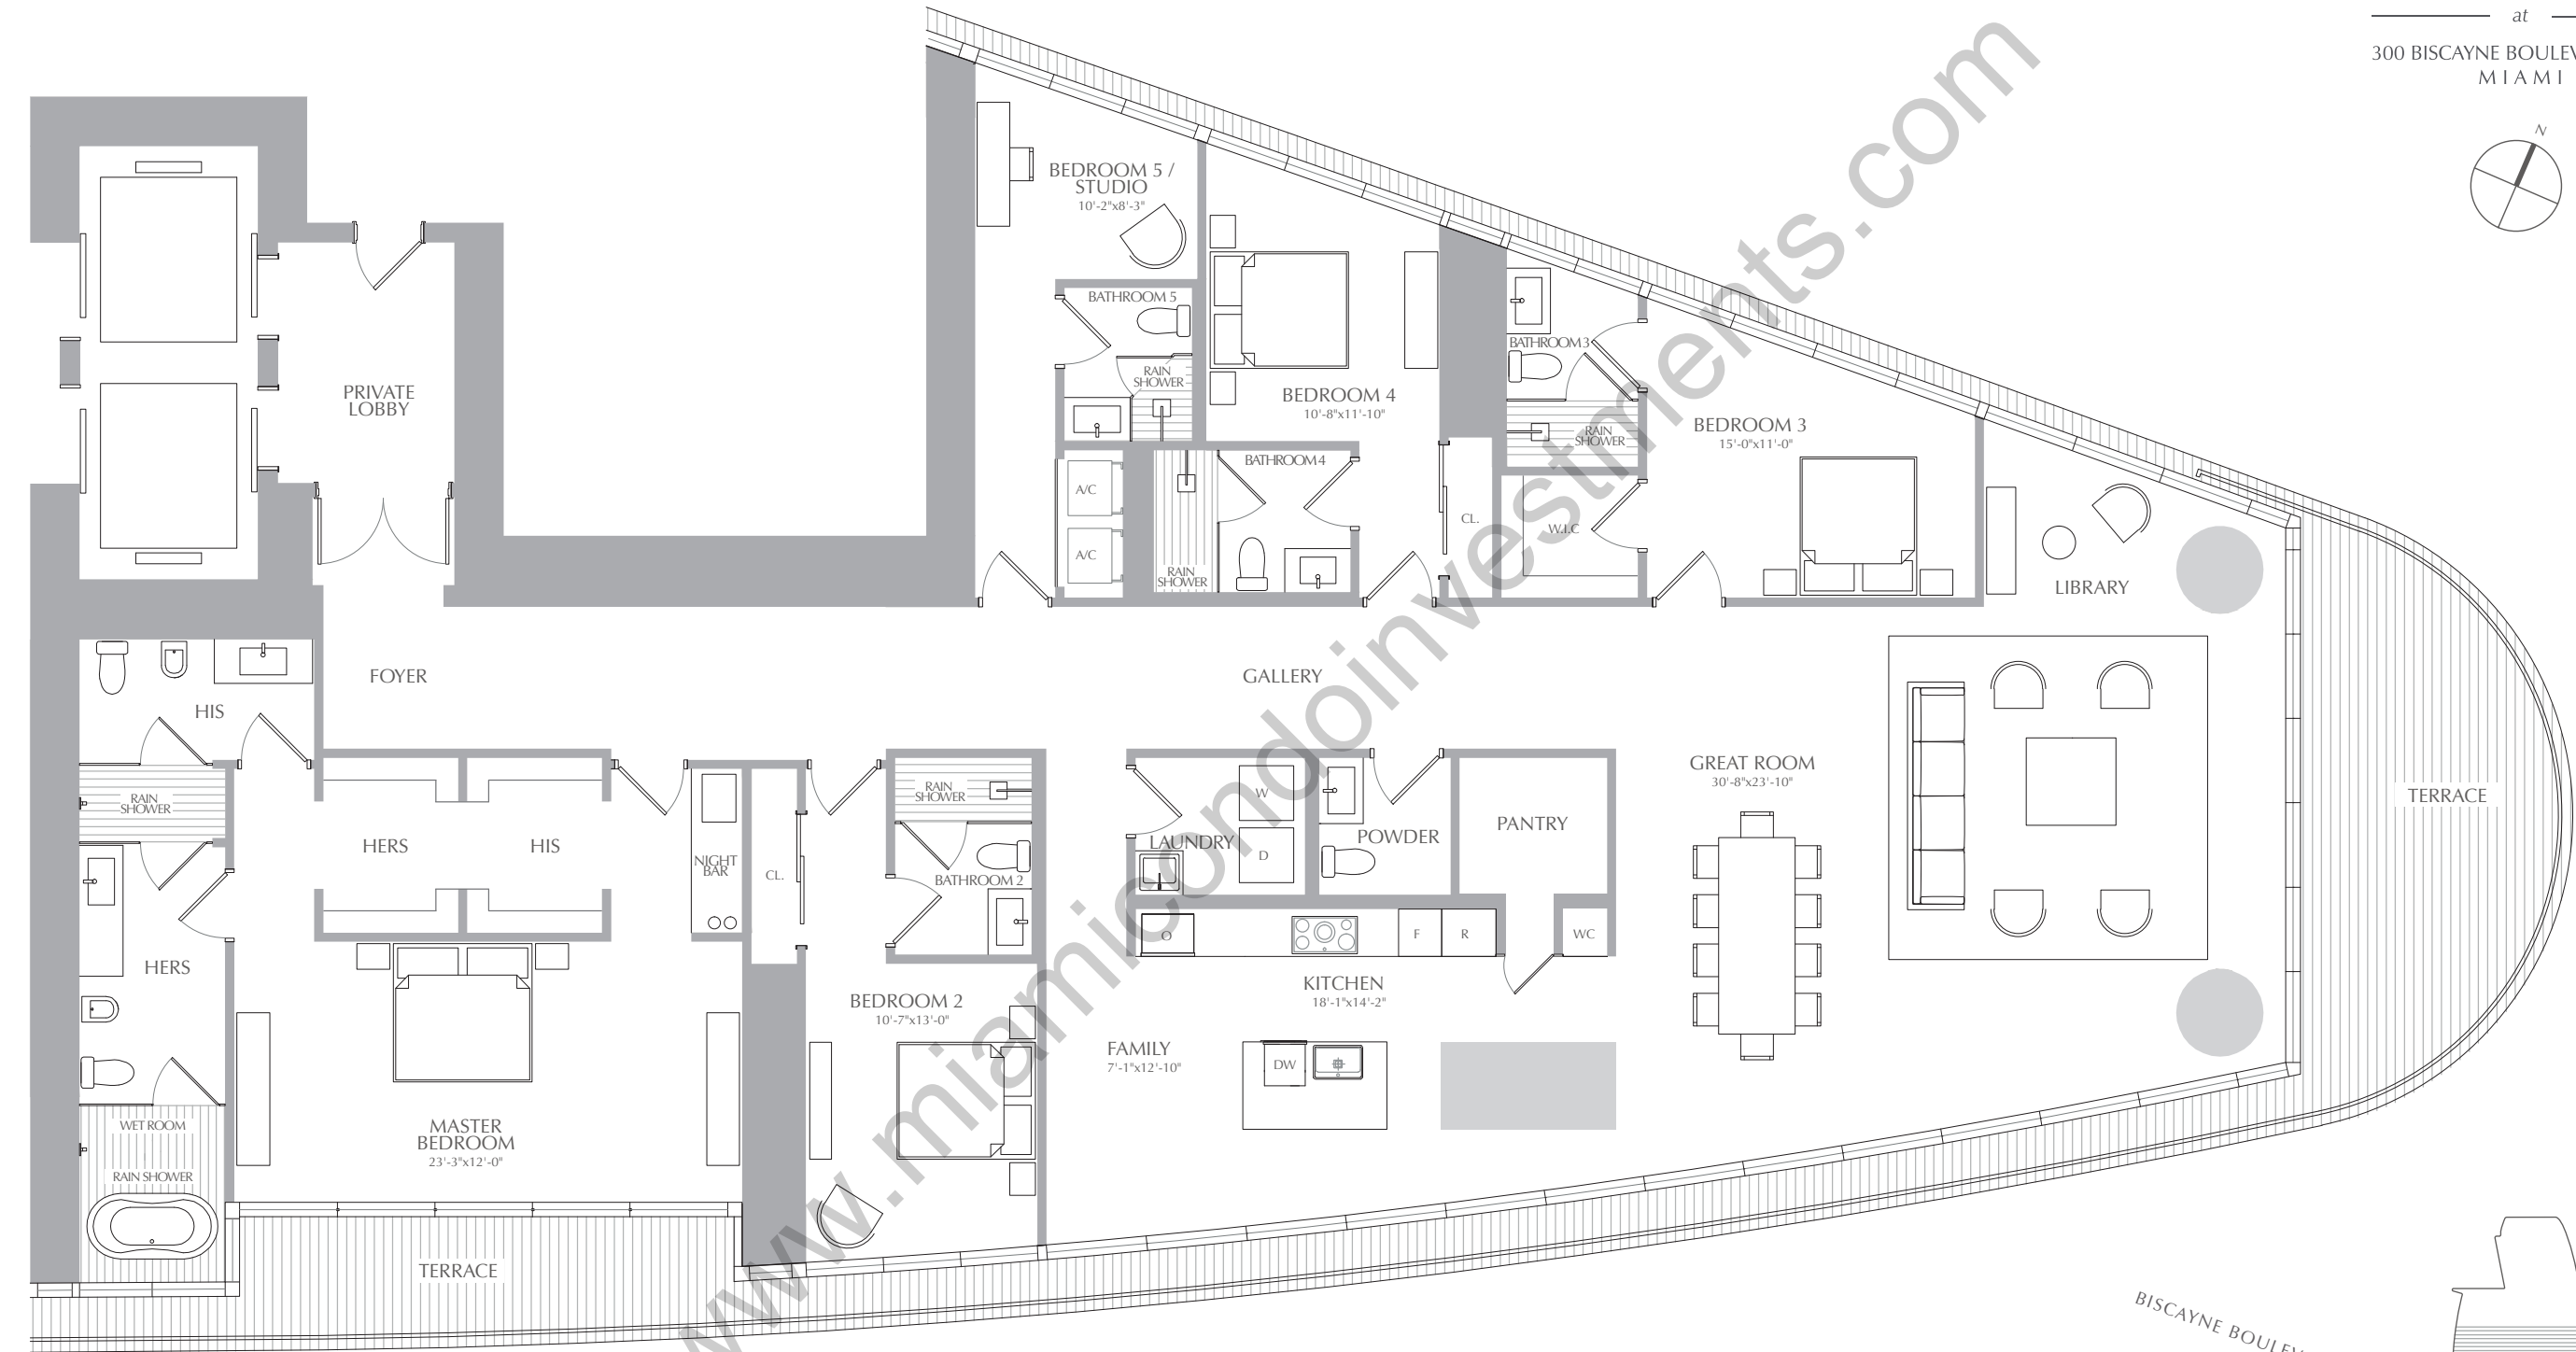 at
300 BISCAYNE BOULEV
MIAMI
N
BEDROOM 5 /
STUDIO
10'-2"x8'-3"
BATHROOM 5
RAIN
SHOWER
BEDROOM 4
10'-8"x11'-10"
BATHROOM 3
RAIN
SHOWER
BEDROOM 3
15'-0"x11'-0"
PRIVATE
LOBBY
A/C
A/C
BATHROOM 4
RAIN
SHOWER
CL.
W.I.C
LIBRARY
FOYER
GALLERY
HIS
RAIN
SHOWER
HERS
HIS
NIGHT
BAR
CL.
RAIN
SHOWER
BATHROOM 2
LAUNDRY
W
D
POWDER
PANTRY
GREAT ROOM
30'-8"x23'-10"
TERRACE
HERS
O
F
R
WC
KITCHEN
18'-1"x14'-2"
BEDROOM 2
10'-7"x13'-0"
FAMILY
7'-1"x12'-10"
DW
MASTER
BEDROOM
23'-3"x12'-0"
WET ROOM
RAIN SHOWER
TERRACE
BISCAYNE BOULEV
www.miamicondoinvestments.com